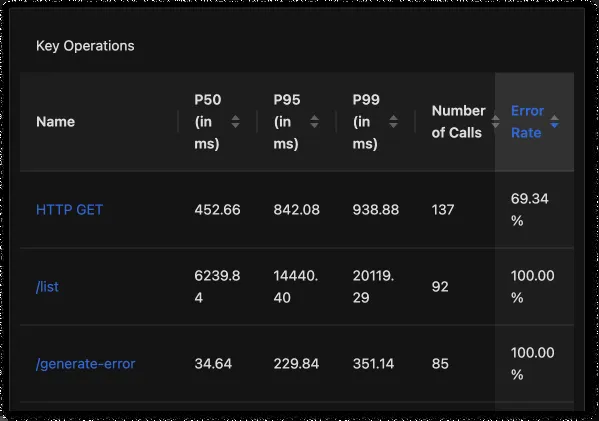 Key Operations
Name
P50
(in
ms)
P95
(in
ms)
P99
(in
ms)
Number
of Calls
Error
Rate
HTTP GET
452.66
842.08
938.88
137
69.34
%
/list
6239.8
4
14440.
40
20119.
29
92
100.00
%
/generate-error
34.64
229.84
351.14
85
100.00
%